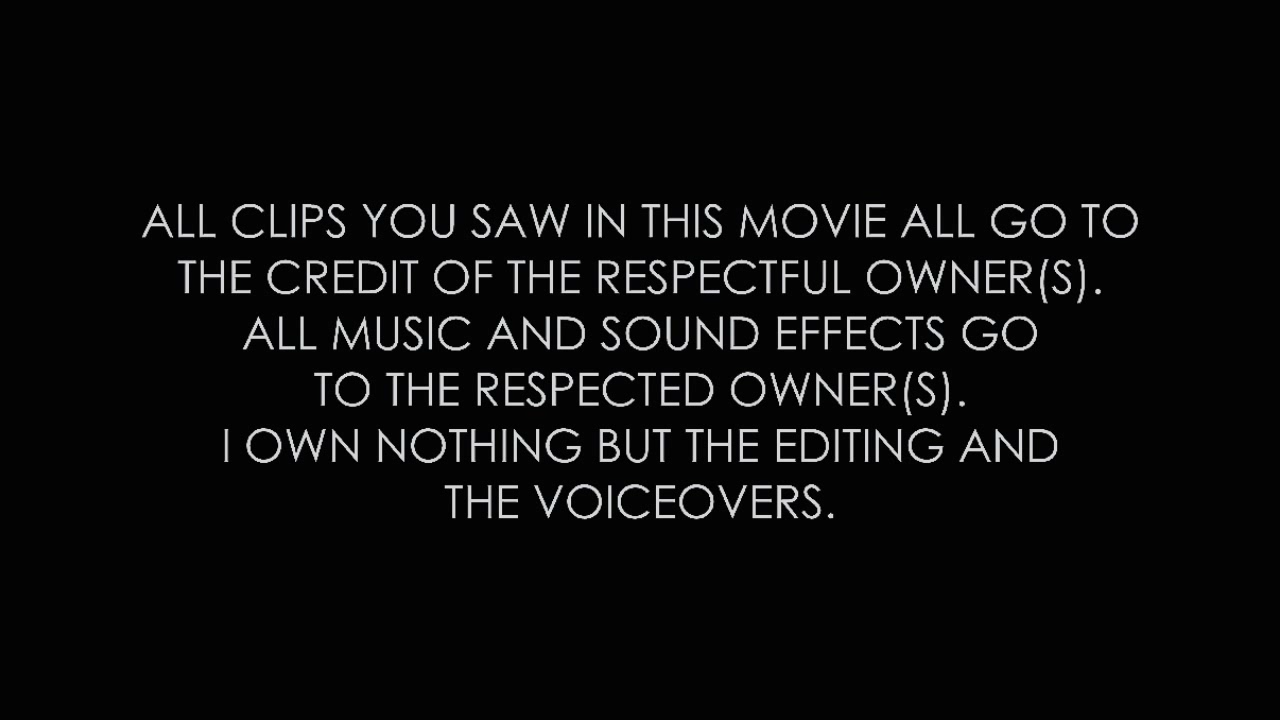 ALL CLIPS YOU SAW IN THIS MOVIE ALL GO TO
THE CREDIT OF THE RESPECTFUL OWNER(S).
ALL MUSIC AND SOUND EFFECTS GO
TO THE RESPECTED OWNER(S).
I OWN NOTHING BUT THE EDITING AND
THE VOICEOVERS.